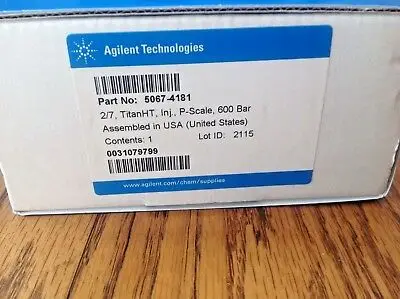 Agilent Technologies
Part No: 5067-4181
2/7, TitanHT, Inj., P-Scale, 600 Bar
Assembled in USA (United States)
Contents: 1 Lot ID: 2115
0031079799
www.agilent.com/chem/supplies